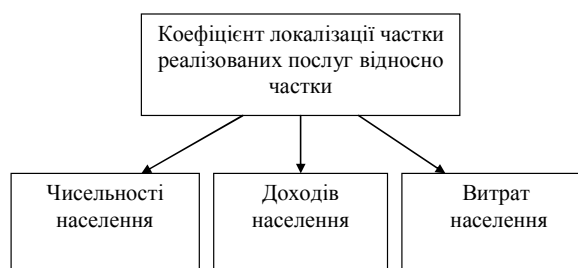 Коефіцієнт локалізації частки
реалізованих послуг відносно
частки
Чисельності
населення
Доходів
населення
Витрат
населення